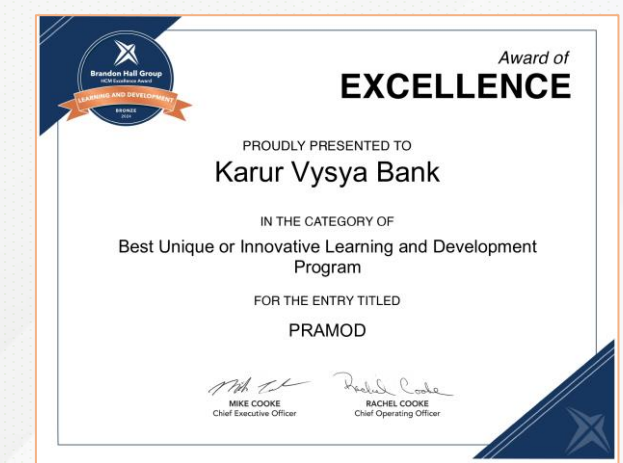 Brandon Hall Group
HCM Excellence Award
LEARNING AND DEVELOPMENT
BRONZE
2024
Award of
EXCELLENCE
PROUDLY PRESENTED TO
Karur Vysya Bank
IN THE CATEGORY OF
Best Unique or Innovative Learning and Development
Program
FOR THE ENTRY TITLED
PRAMOD
MIKE COOKE
Chief Executive Officer
RACHEL COOKE
Chief Operating Officer